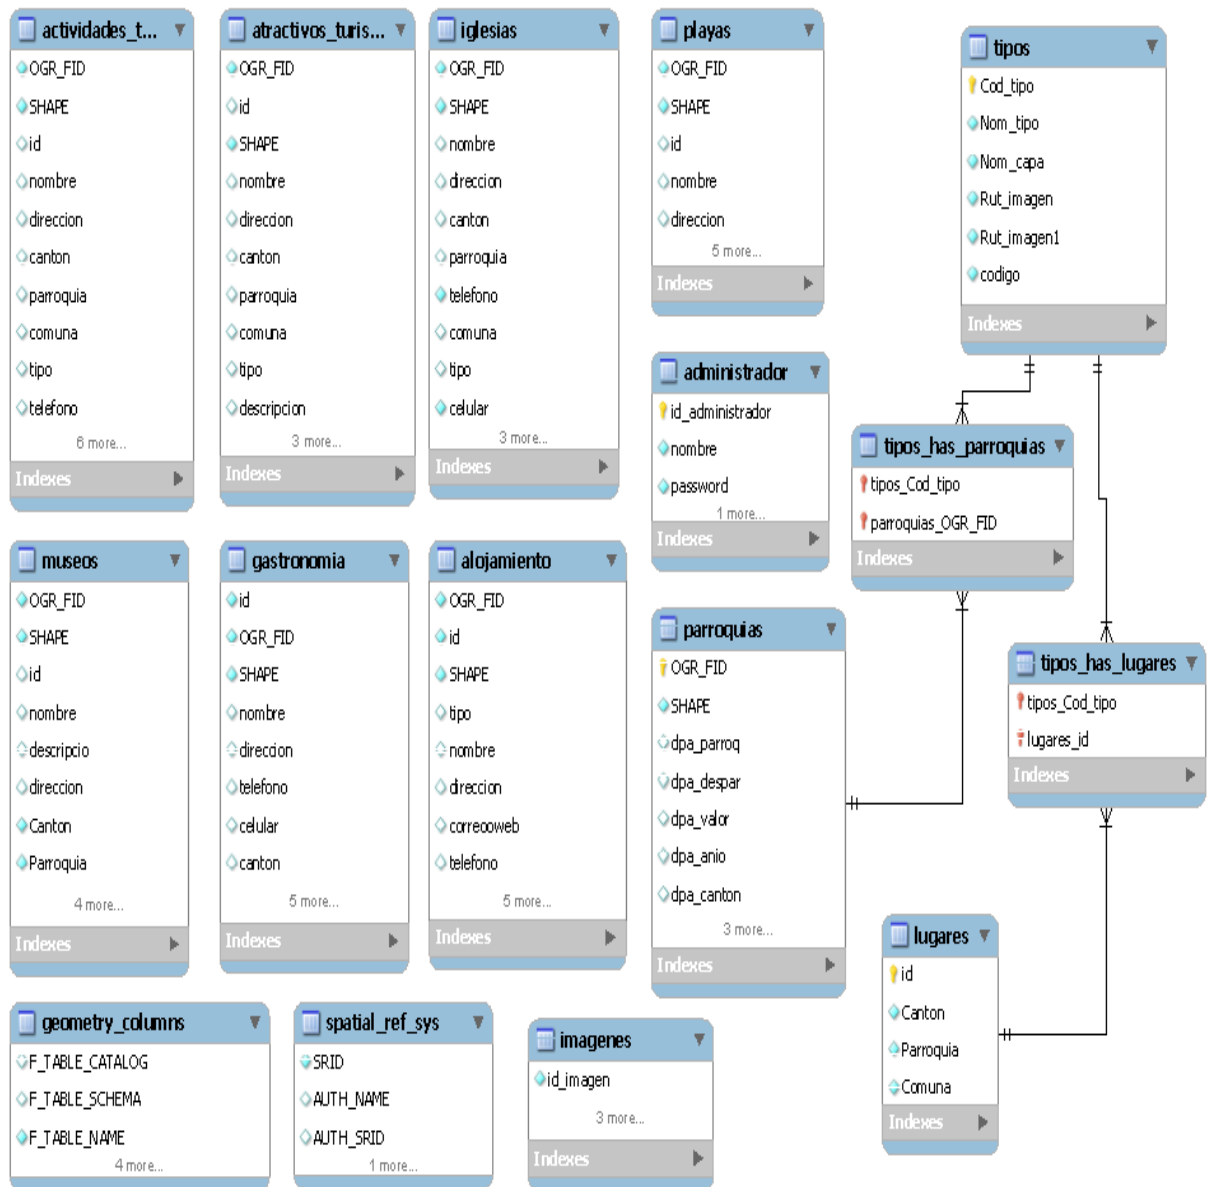 actividades_t...
OGR_FID
SHAPE
id
nombre
direccion
canton
parroquia
comuna
tipo
telefono
6 more...
Indexes
atractivos_turis...
OGR_FID
id
SHAPE
nombre
direccion
canton
parroquia
comuna
tipo
descripcion
3 more...
Indexes
iglesias
OGR_FID
SHAPE
nombre
direccion
canton
parroquia
telefono
comuna
tipo
celular
3 more...
Indexes
playas
OGR_FID
SHAPE
id
nombre
direccion
5 more...
Indexes
tipos
Cod_tipo
Nom_tipo
Nom_capa
Rut_imagen
Rut_imagen1
codigo
Indexes
administrador
id_administrador
nombre
password
1 more...
Indexes
tipos_has_parroquias
tipos_Cod_tipo
parroquias_OGR_FID
Indexes
museos
OGR_FID
SHAPE
id
nombre
descripcio
direccion
Canton
Parroquia
4 more...
Indexes
gastronomia
id
OGR_FID
SHAPE
nombre
direccion
telefono
celular
canton
5 more...
Indexes
alojamiento
OGR_FID
id
SHAPE
tipo
nombre
direccion
correooweb
telefono
5 more...
Indexes
parroquias
OGR_FID
SHAPE
dpa_parroq
dpa_despar
dpa_valor
dpa_anio
dpa_canton
3 more...
Indexes
tipos_has_lugares
tipos_Cod_tipo
lugares_id
Indexes
lugares
id
Canton
Parroquia
Comuna
Indexes
geometry_columns
F_TABLE_CATALOG
F_TABLE_SCHEMA
F_TABLE_NAME
4 more...
spatial_ref_sys
SRID
AUTH_NAME
AUTH_SRID
1 more...
imagenes
id_imagen
3 more...
Indexes